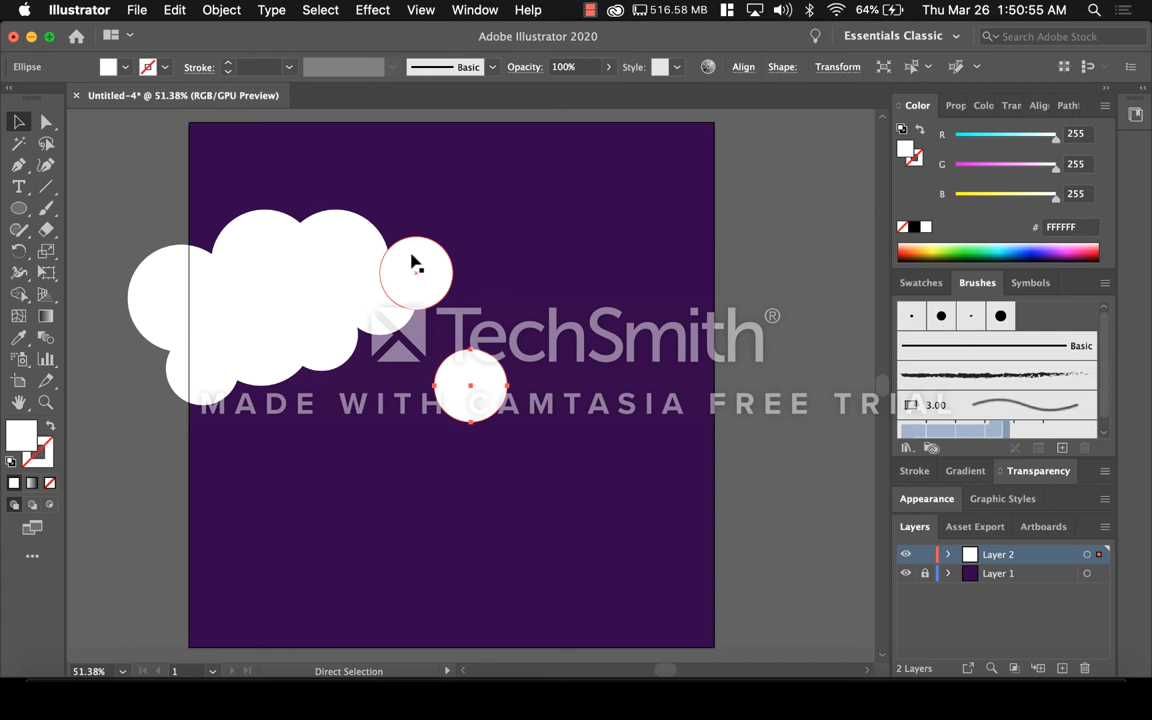 Illustrator File Edit Object Type Select Effect View Window Help 516.58 MB 64% Thu Mar 26 1:50:55 AM
Adobe Illustrator 2020 Essentials Classic Search Adobe Stock
Ellipse Stroke: Basic Opacity: 100% Style: Align Shape: Transform
Untitled-4* @ 51.38% (RGB/GPU Preview)
Color Prop Colo Tran Alig Path
R 255
G 255
B 255
# FFFFFF
Swatches Brushes Symbols
Basic
3.00
TechSmith®
MADE WITH CAMTASIA FREE TRIAL
Stroke Gradient Transparency
Appearance Graphic Styles
Layers Asset Export Artboards
Layer 2
Layer 1
51.38% 1 Direct Selection 2 Layers